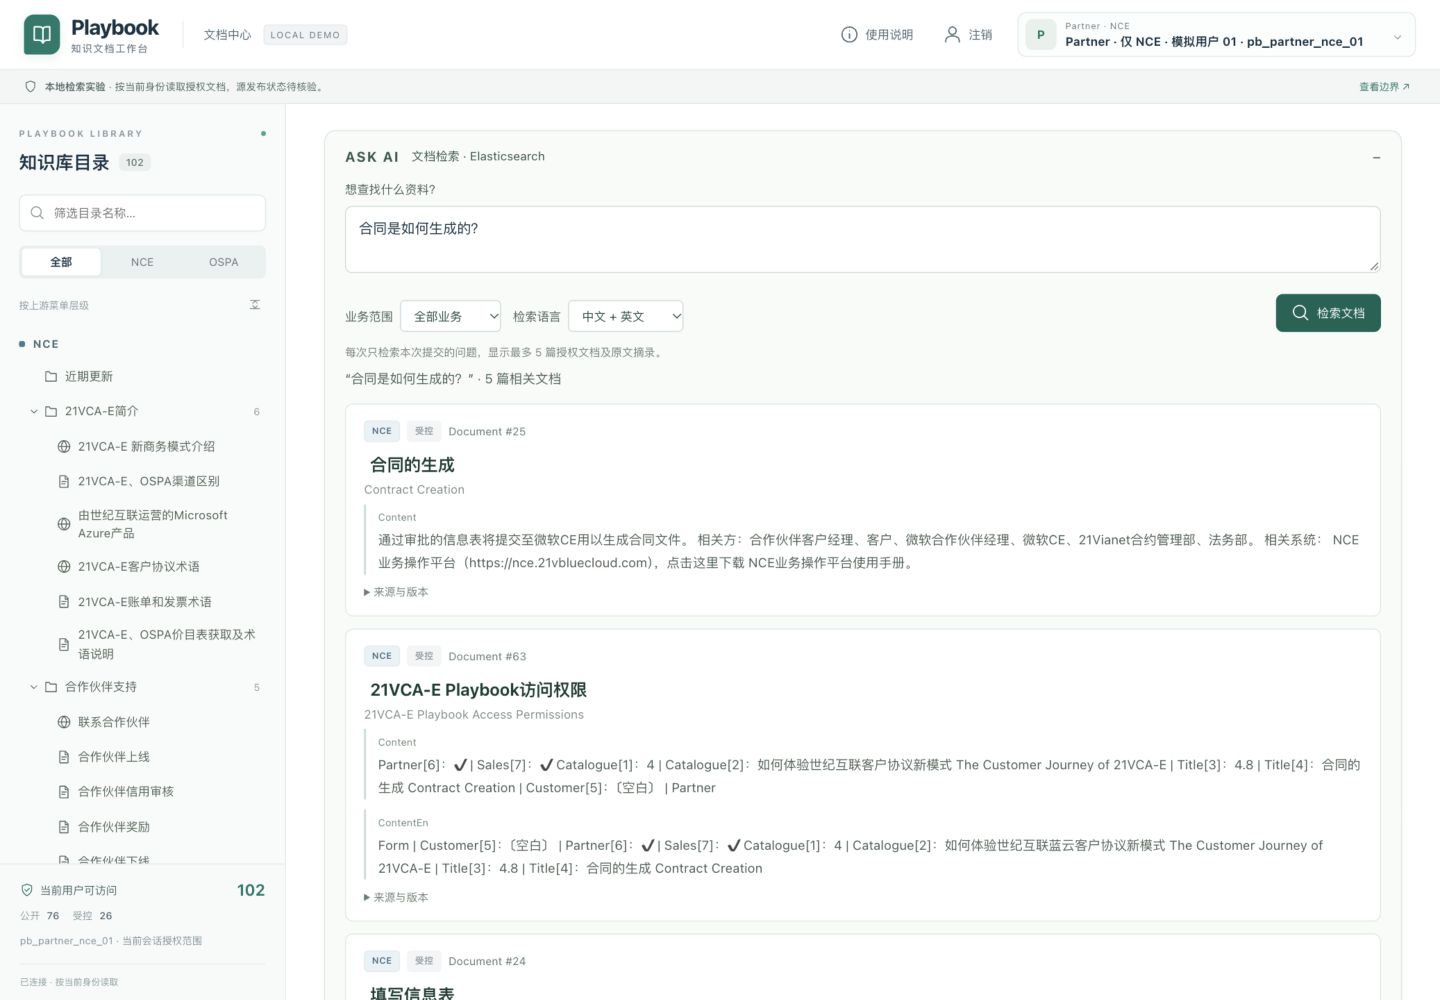 Playbook
知识文档工作台
文档中心
LOCAL DEMO
使用说明
注销
P
Partner · NCE
Partner · 仅 NCE · 模拟用户 01 · pb_partner_nce_01
本地检索实验 · 按当前身份读取授权文档，源发布状态待核验。
查看边界 ↗
PLAYBOOK LIBRARY
知识库目录 102
筛选目录名称...
全部
NCE
OSPA
按上游菜单层级
NCE
近期更新
21VCA-E简介 6
21VCA-E 新商务模式介绍
21VCA-E、OSPA渠道区别
由世纪互联运营的Microsoft
Azure产品
21VCA-E客户协议术语
21VCA-E账单和发票术语
21VCA-E、OSPA价目表获取及术
语说明
合作伙伴支持 5
联系合作伙伴
合作伙伴上线
合作伙伴信用审核
合作伙伴奖励
合作伙伴下线
当前用户可访问 102
公开 76 受控 26
pb_partner_nce_01 · 当前会话授权范围
已连接 · 按当前身份读取
ASK AI 文档检索 · Elasticsearch
想查找什么资料？
合同是如何生成的?
业务范围 全部业务 检索语言 中文 + 英文
检索文档
每次只检索本次提交的问题，显示最多 5 篇授权文档及原文摘录。
“合同是如何生成的？” · 5 篇相关文档
NCE 受控 Document #25
合同的生成
Contract Creation
Content
通过审批的信息表将提交至微软CE用以生成合同文件。 相关方：合作伙伴客户经理、客户、微软合作伙伴经理、微软CE、21Vianet合约管理部、法务部。 相关系统： NCE
业务操作平台（https://nce.21vbluecloud.com），点击这里下载 NCE业务操作平台使用手册。
▶ 来源与版本
NCE 受控 Document #63
21VCA-E Playbook访问权限
21VCA-E Playbook Access Permissions
Content
Partner[6]：✔ | Sales[7]：✔ Catalogue[1]：4 | Catalogue[2]：如何体验世纪互联客户协议新模式 The Customer Journey of 21VCA-E | Title[3]：4.8 | Title[4]：合同的
生成 Contract Creation | Customer[5]：〔空白〕 | Partner
ContentEn
Form | Customer[5]：〔空白〕 | Partner[6]：✔ | Sales[7]：✔ Catalogue[1]：4 | Catalogue[2]：如何体验世纪互联蓝云客户协议新模式 The Customer Journey of
21VCA-E | Title[3]：4.8 | Title[4]：合同的生成 Contract Creation
▶ 来源与版本
NCE 受控 Document #24
填写信息表